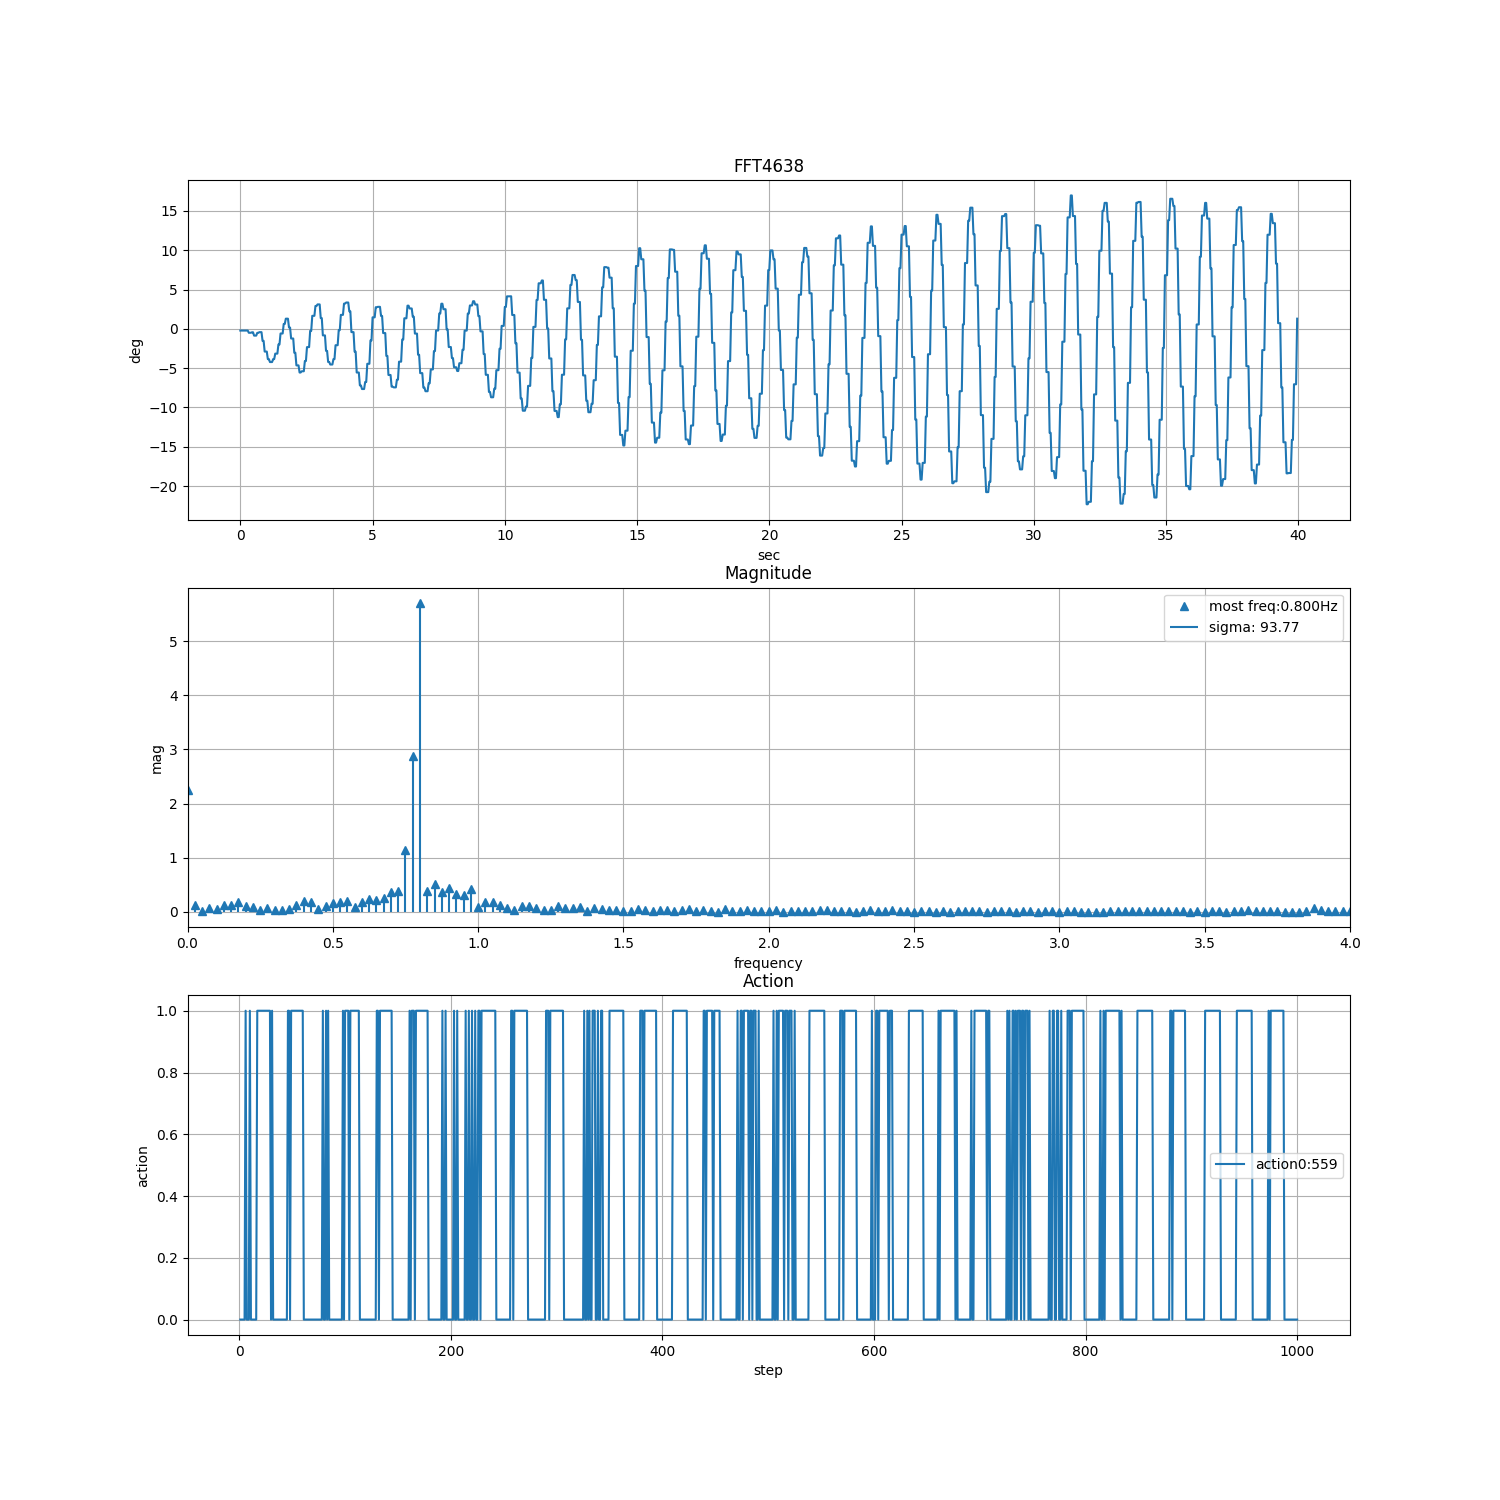 FFT4638
15
10
5
0
−5
−10
−15
−20
deg
0 5 10 15 20 25 30 35 40
sec
Magnitude
most freq:0.800Hz
sigma: 93.77
5
4
3
2
1
0
mag
0.0 0.5 1.0 1.5 2.0 2.5 3.0 3.5 4.0
frequency
Action
1.0
0.8
0.6
0.4
0.2
0.0
action
action0:559
0 200 400 600 800 1000
step